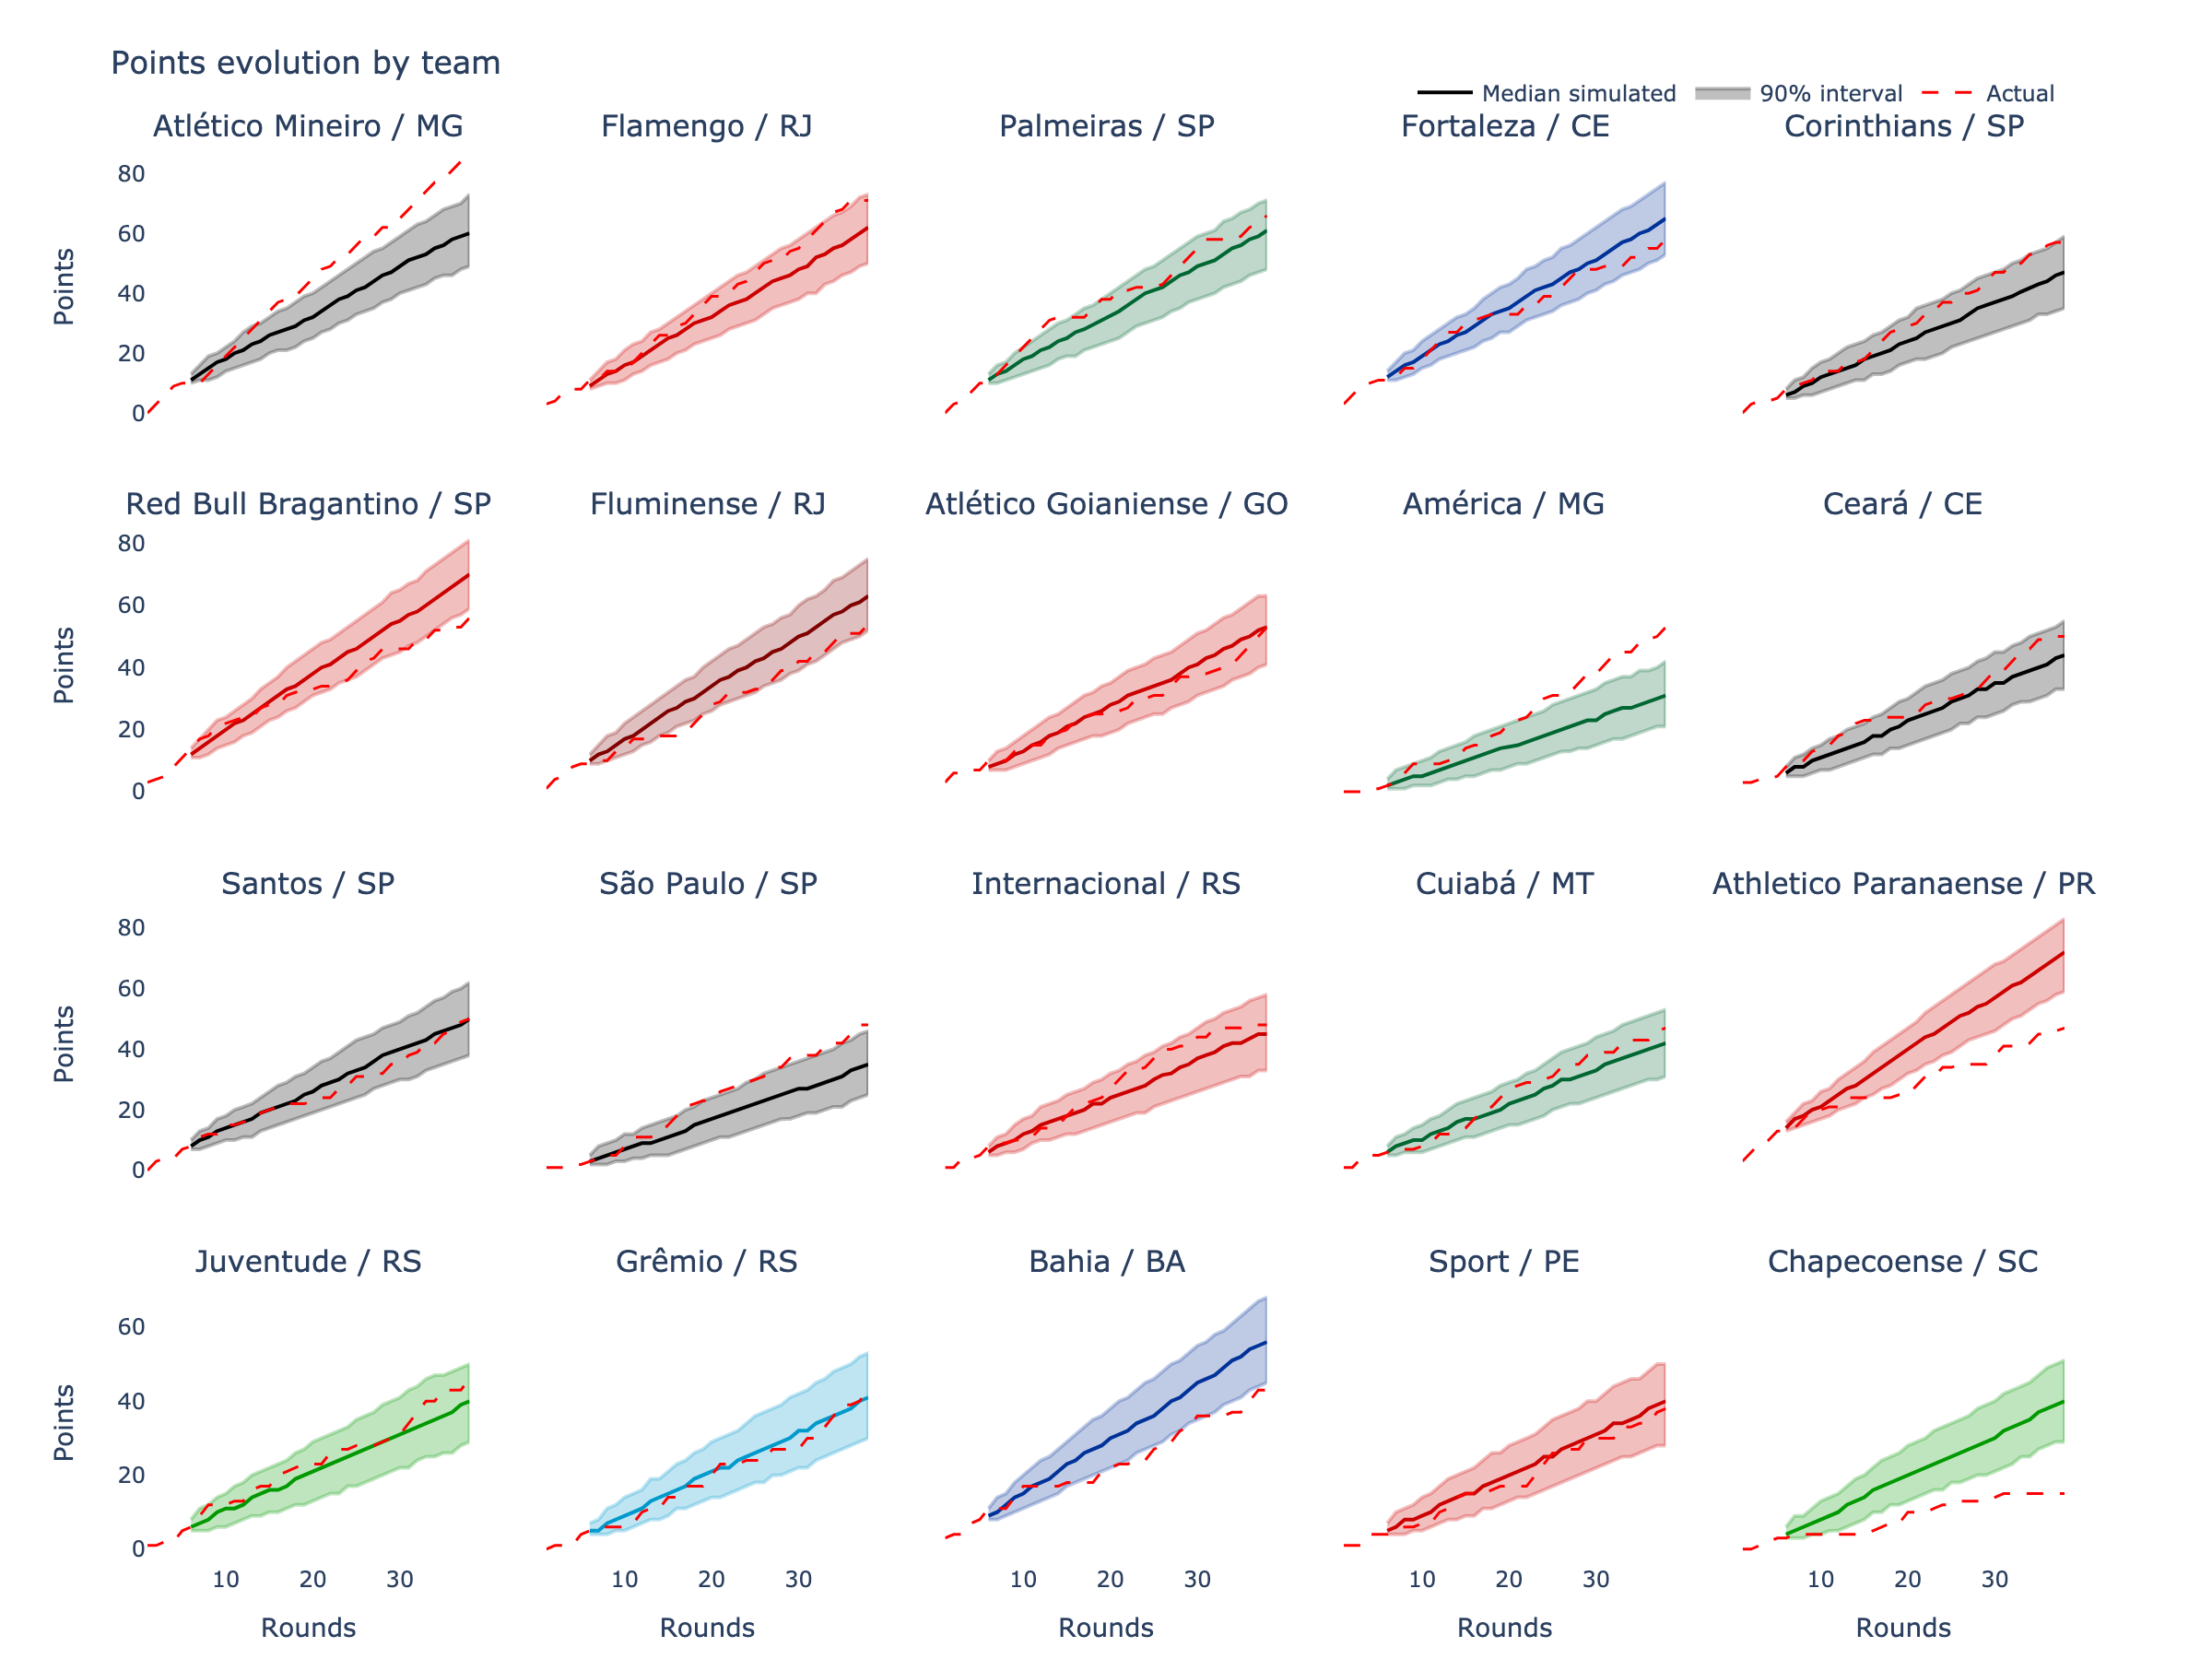 Points evolution by team
Median simulated 90% interval Actual
Atlético Mineiro / MG Flamengo / RJ Palmeiras / SP Fortaleza / CE Corinthians / SP
80
60
40
20
0
Points
Red Bull Bragantino / SP Fluminense / RJ Atlético Goianiense / GO América / MG Ceará / CE
80
60
40
20
0
Points
Santos / SP São Paulo / SP Internacional / RS Cuiabá / MT Athletico Paranaense / PR
80
60
40
20
0
Points
Juventude / RS Grêmio / RS Bahia / BA Sport / PE Chapecoense / SC
60
40
20
0
Points
10 20 30 10 20 30 10 20 30 10 20 30 10 20 30
Rounds Rounds Rounds Rounds Rounds